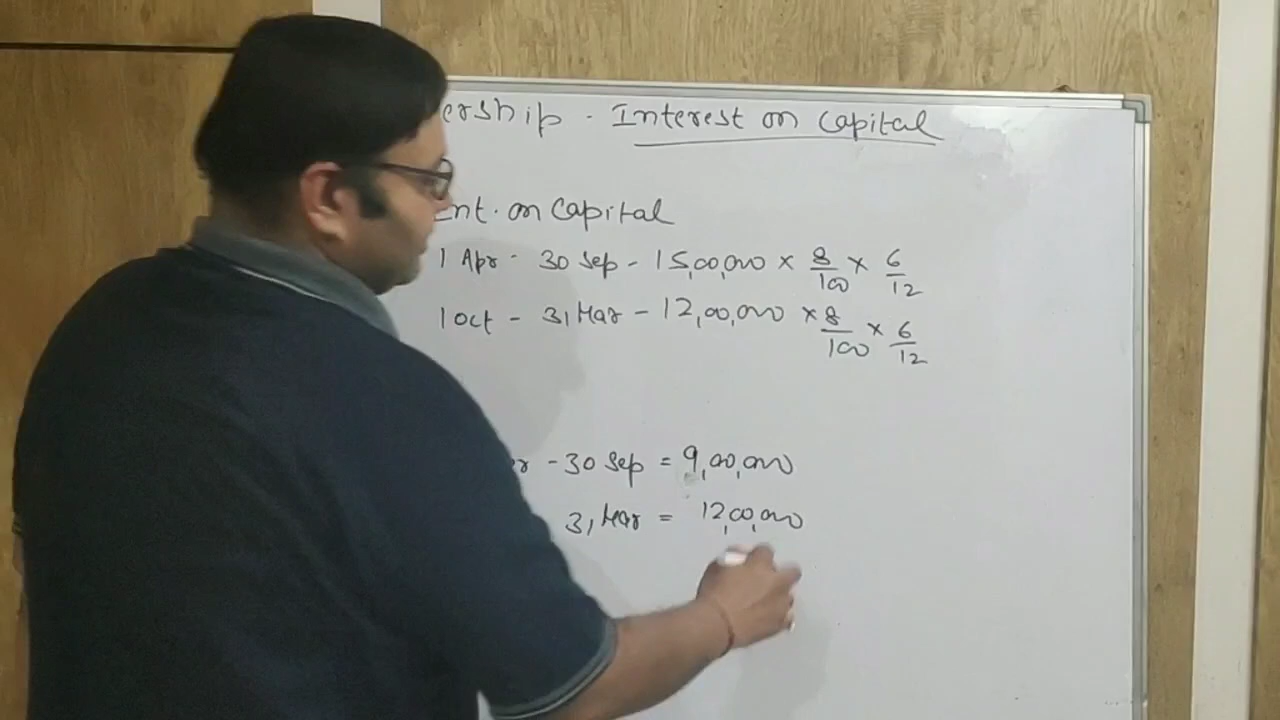 ership - Interest on Capital
Int. on Capital
1 Apr - 30 Sep - 15,00,000 × 8/100 × 6/12
1 Oct - 31 Mar - 12,00,000 × 8/100 × 6/12
- 30 Sep = 9,00,000
31 Mar = 12,00,000